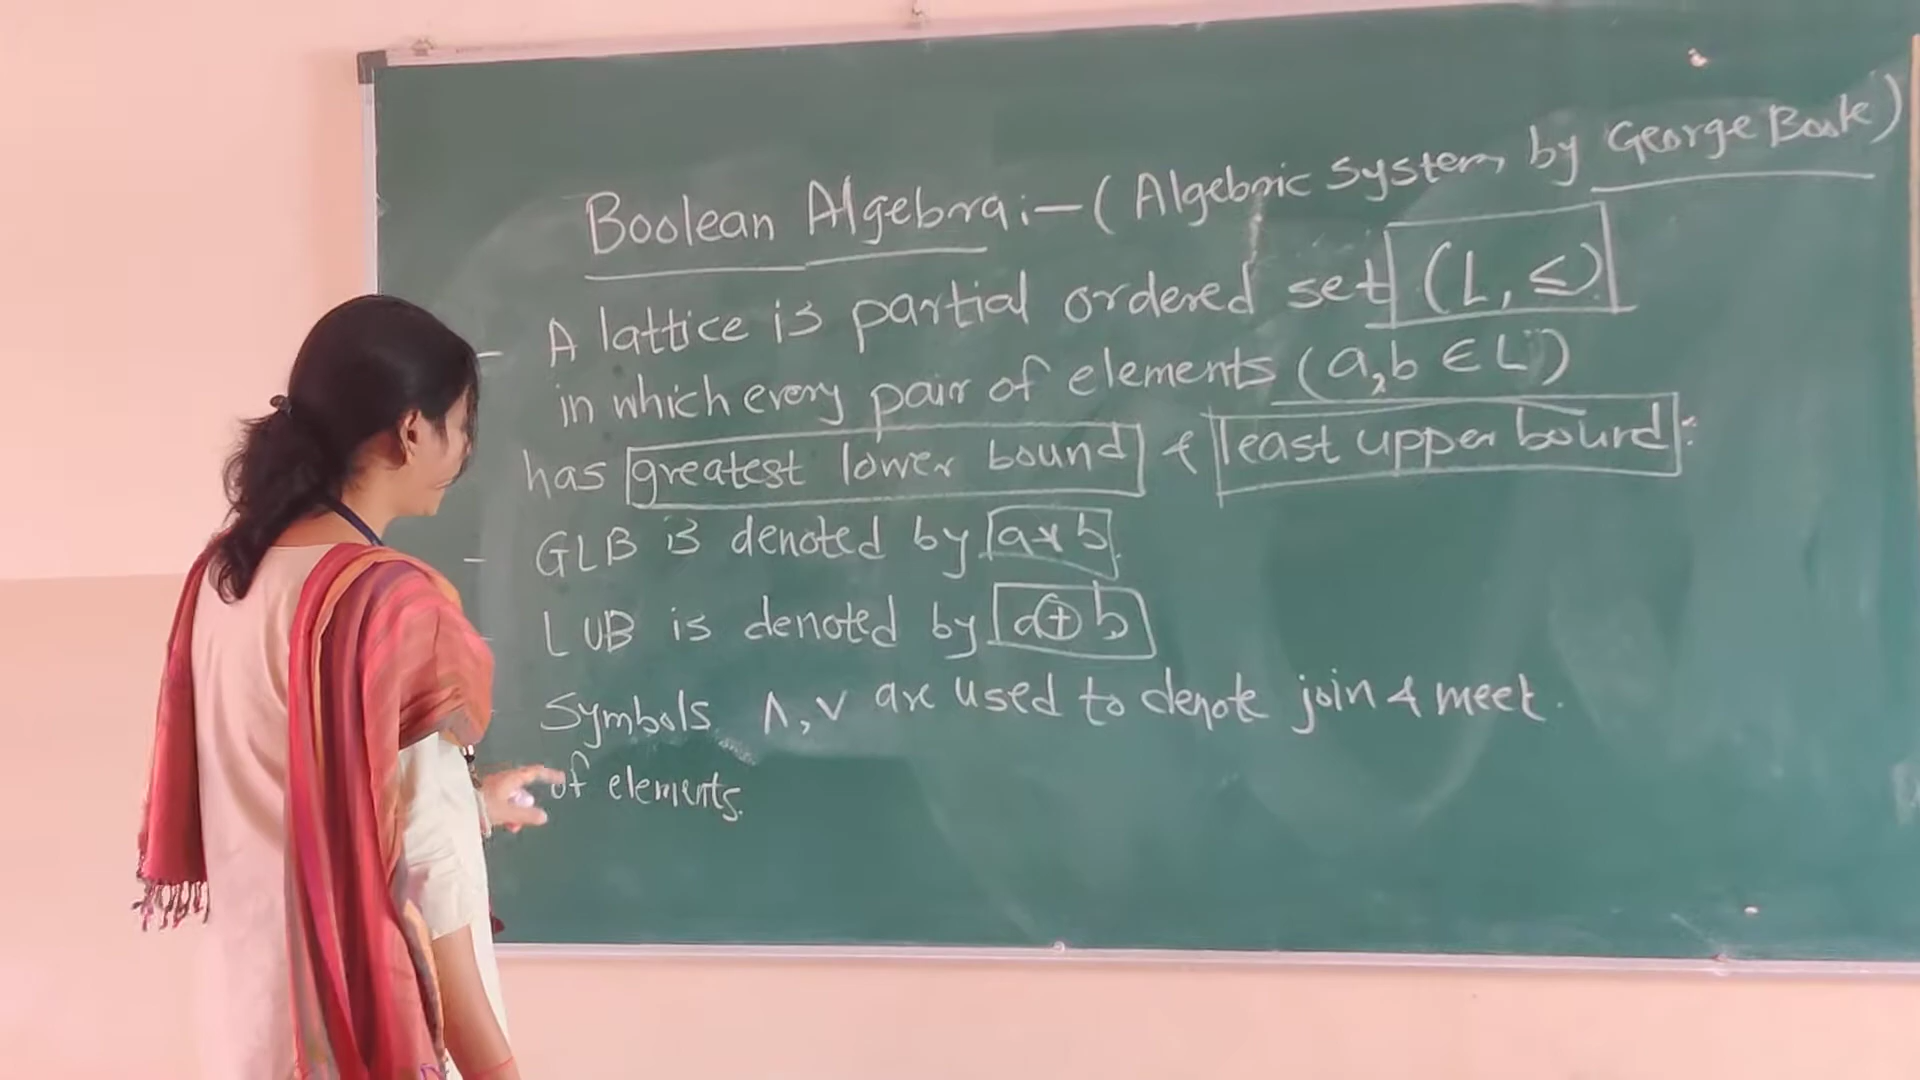 Boolean Algebra :- ( Algebric system by George Boole )
- A lattice is partial ordered set (L, ≤)
in which every pair of elements (a, b ∈ L)
has greatest lower bound & least upper bound.
- GLB is denoted by a * b.
- LUB is denoted by a ⊕ b
- Symbols ∧, ∨ are used to denote join & meet.
of elements.